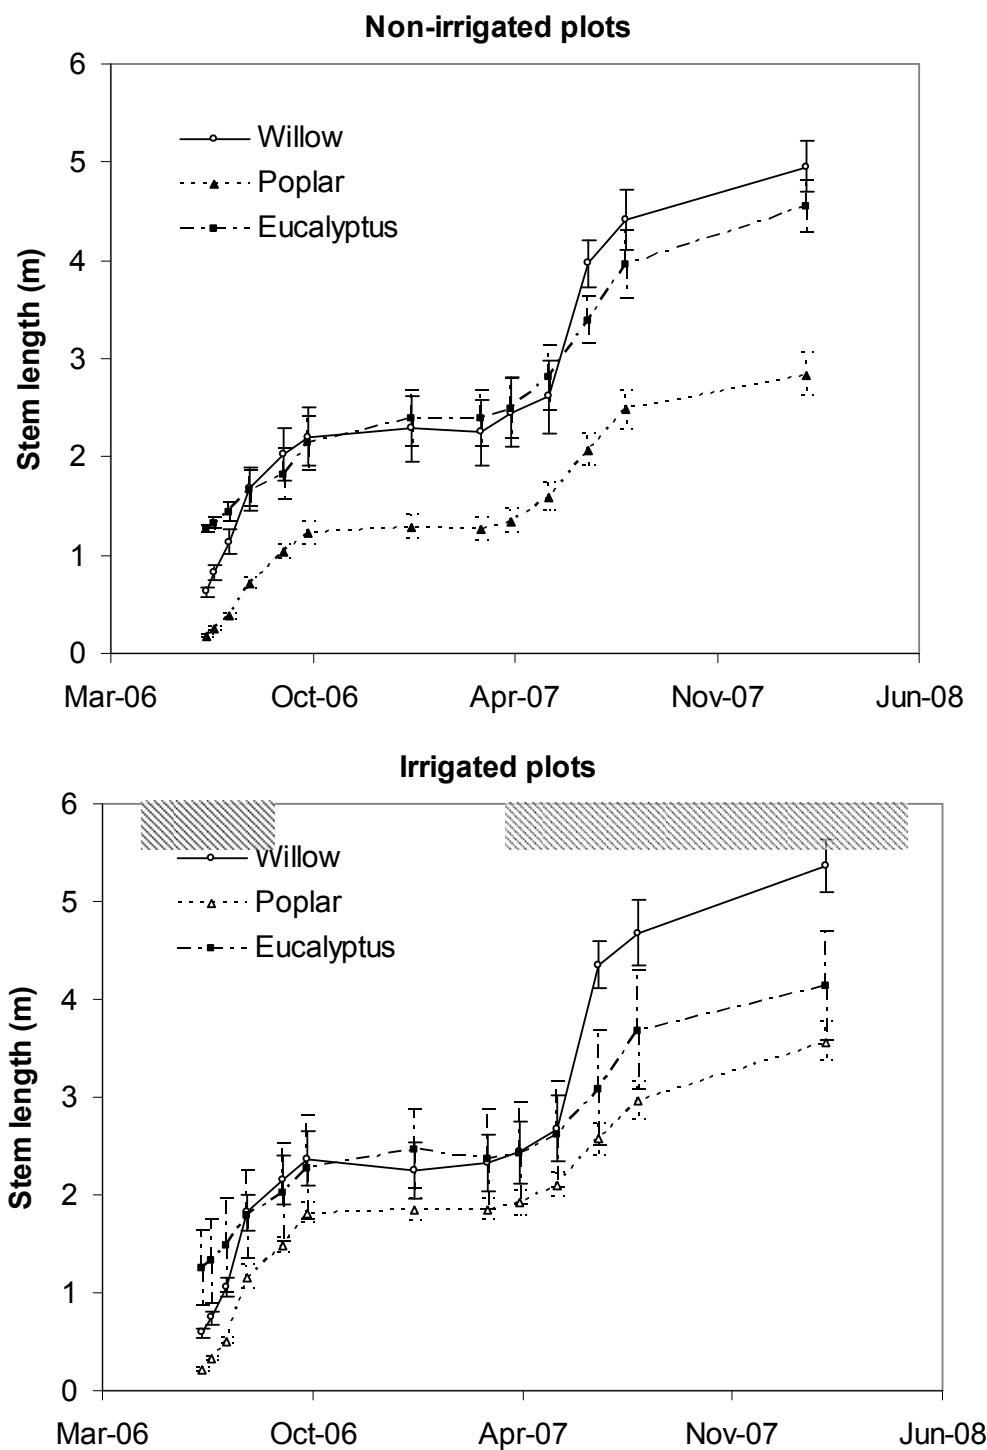 Non-irrigated plots
6
5
4
3
2
1
0
Stem length (m)
Willow
Poplar
Eucalyptus
Mar-06 Oct-06 Apr-07 Nov-07 Jun-08
Irrigated plots
6
5
4
3
2
1
0
Stem length (m)
Willow
Poplar
Eucalyptus
Mar-06 Oct-06 Apr-07 Nov-07 Jun-08